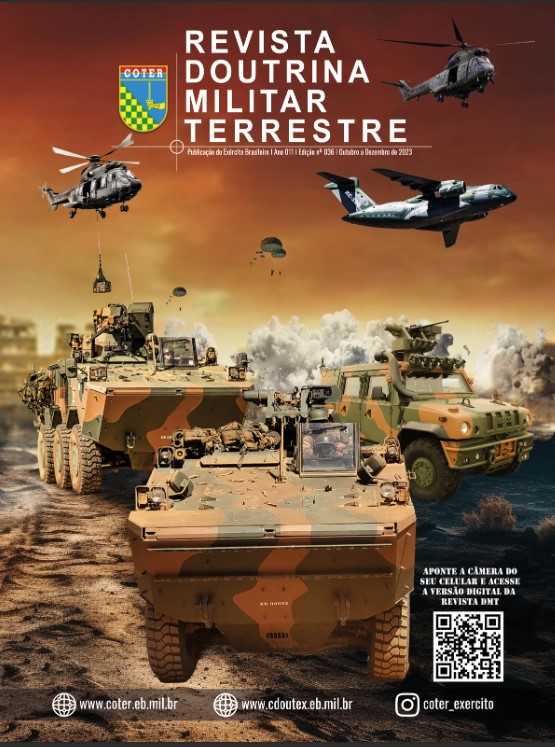 COTER
REVISTA
DOUTRINA
MILITAR
TERRESTRE
Publicação do Exército Brasileiro | Ano 011 | Edição nº 036 | Outubro a Dezembro de 2023
APONTE A CÂMERA DO
SEU CELULAR E ACESSE
A VERSÃO DIGITAL DA
REVISTA DMT
www.coter.eb.mil.br
www.cdoutex.eb.mil.br
coter_exercito